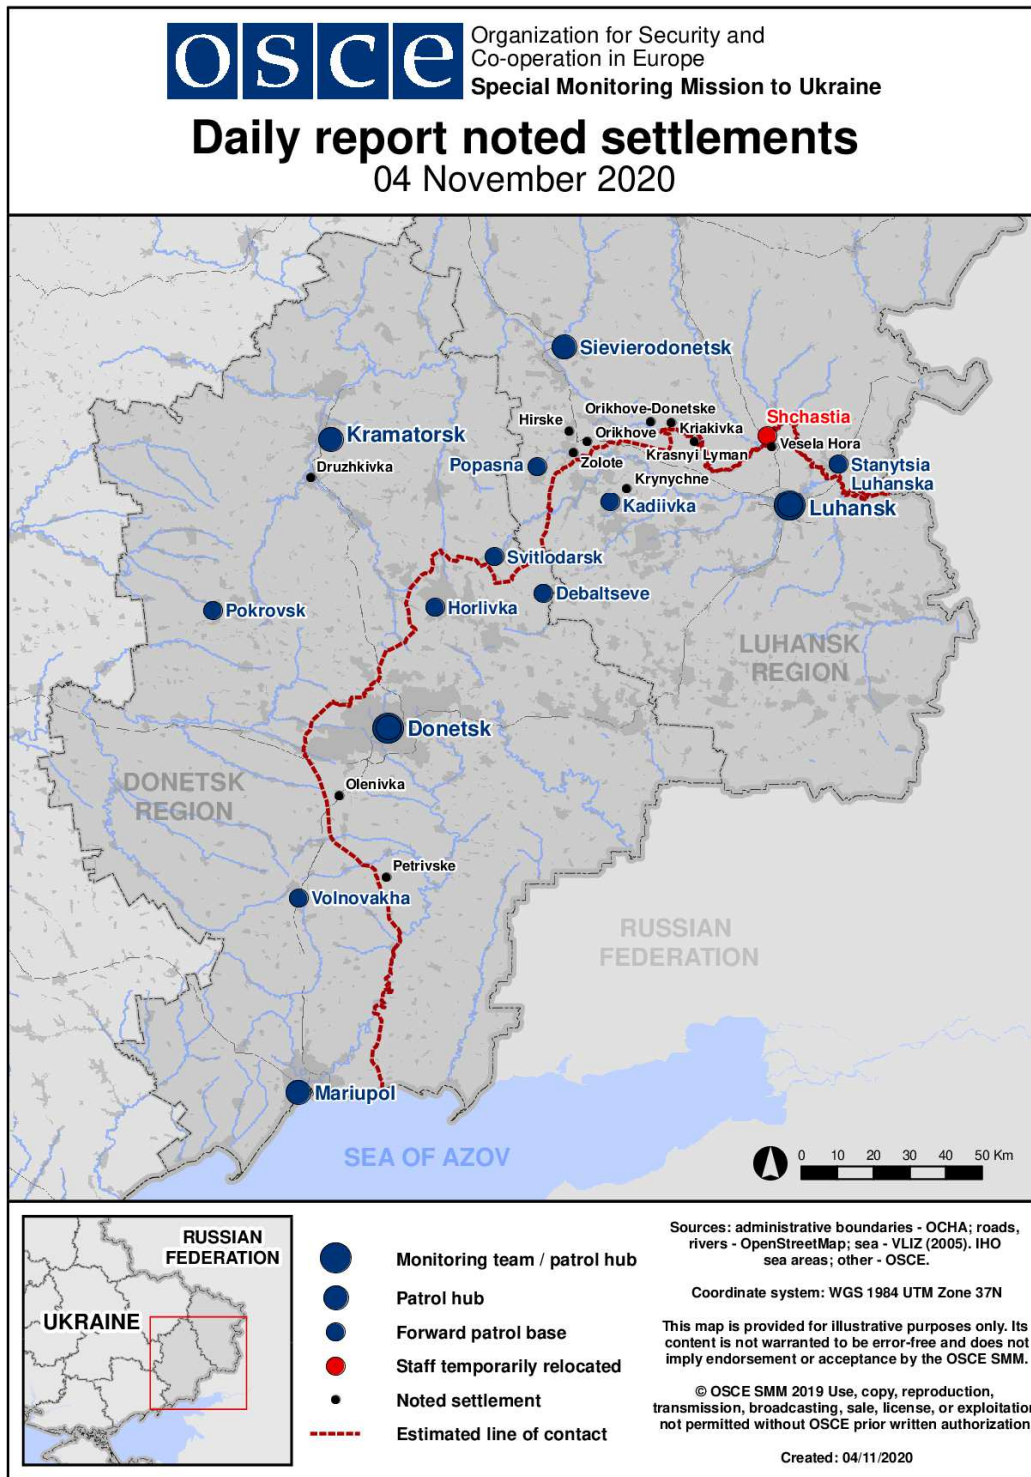 osce
Organization for Security and
Co-operation in Europe
Special Monitoring Mission to Ukraine
Daily report noted settlements
04 November 2020
Sievierodonetsk
Orikhove-Donetske
Shchastia
Hirske
Kriakivka
Kramatorsk
Orikhove
Vesela Hora
Krasnyi Lyman
Popasna
Zolote
Stanytsia
Luhanska
Druzhkivka
Krynychne
Kadiivka
Luhansk
Svitlodarsk
Debaltseve
Pokrovsk
Horlivka
LUHANSK
REGION
Donetsk
DONETSK
REGION
Olenivka
Petrivske
Volnovakha
RUSSIAN
FEDERATION
Mariupol
SEA OF AZOV
0 10 20 30 40 50 Km
RUSSIAN
FEDERATION
UKRAINE
Monitoring team / patrol hub
Patrol hub
Forward patrol base
Staff temporarily relocated
Noted settlement
Estimated line of contact
Sources: administrative boundaries - OCHA; roads,
rivers - OpenStreetMap; sea - VLIZ (2005). IHO
sea areas; other - OSCE.
Coordinate system: WGS 1984 UTM Zone 37N
This map is provided for illustrative purposes only. Its
content is not warranted to be error-free and does not
imply endorsement or acceptance by the OSCE SMM.
© OSCE SMM 2019 Use, copy, reproduction,
transmission, broadcasting, sale, license, or exploitation
not permitted without OSCE prior written authorization
Created: 04/11/2020